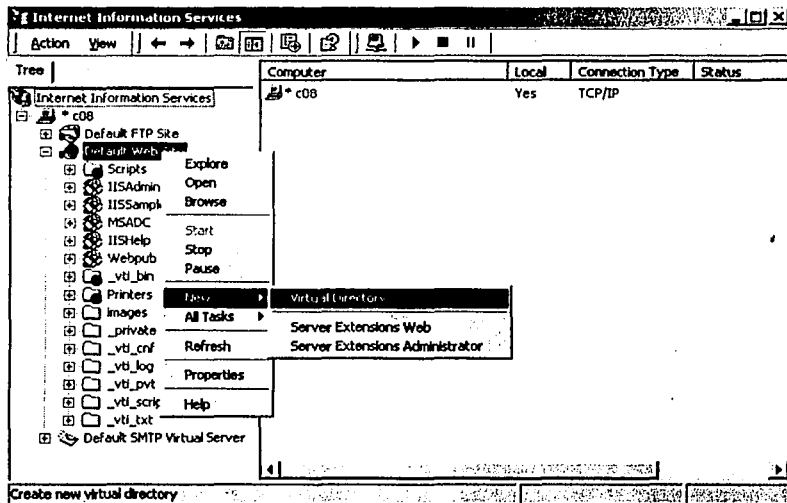 Internet Information Services
Action View
Tree
Computer Local Connection Type Status
Internet Information Services
* c08 Yes TCP/IP
* c08
Default FTP Site
Default Web
Scripts
IISAdmin
IISSampl
MSADC
IISHelp
Webpub
_vti_bin
Printers
images
_private
_vti_cnf
_vti_log
_vti_pvt
_vti_scrip
_vti_txt
Default SMTP Virtual Server
Explore
Open
Browse
Start
Stop
Pause
New
All Tasks
Refresh
Properties
Help
Virtual Directory
Server Extensions Web
Server Extensions Administrator
Create new virtual directory